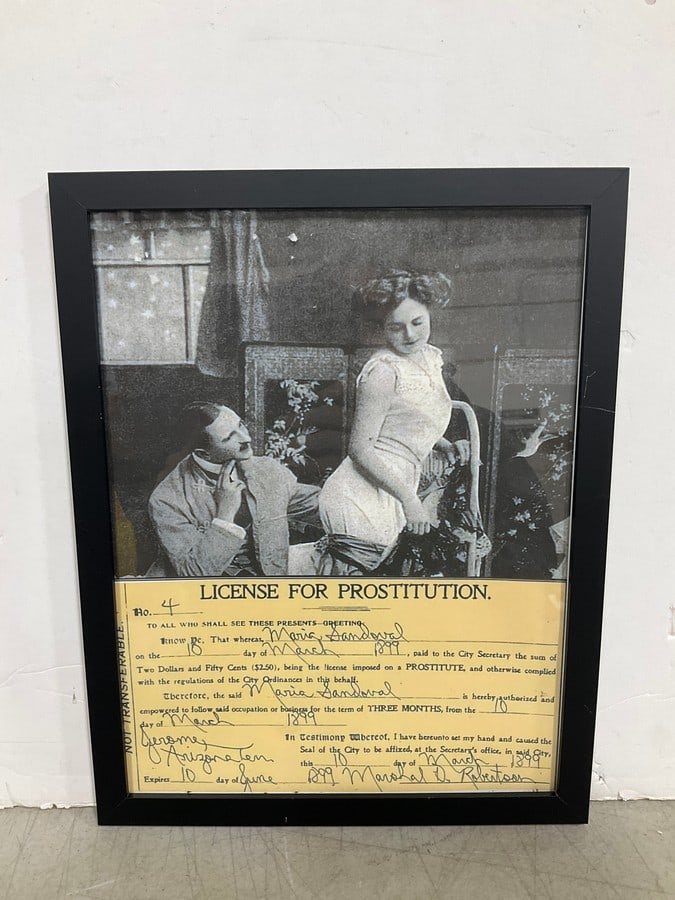 LICENSE FOR PROSTITUTION.
No. 4
TO ALL WHO SHALL SEE THESE PRESENTS GREETING
Know Ye, That whereas, Maria Sandoval
on the 10 day of March 1899, paid to the City Secretary the sum of
Two Dollars and Fifty Cents ($2.50), being the license imposed on a PROSTITUTE, and otherwise complied
with the regulations of the City Ordinances in this behalf.
Therefore, the said Maria Sandoval is hereby authorized and
empowered to follow said occupation or business for the term of THREE MONTHS, from the 10
day of March 1899
Jerome, In Testimony Whereof, I have hereunto set my hand and caused the
Arizona Terr. Seal of the City to be affixed, at the Secretary's office, in said City,
this 10 day of March 1899
Expires 10 day of June 1899 Marshal R. Robertson
NOT TRANSFERABLE.